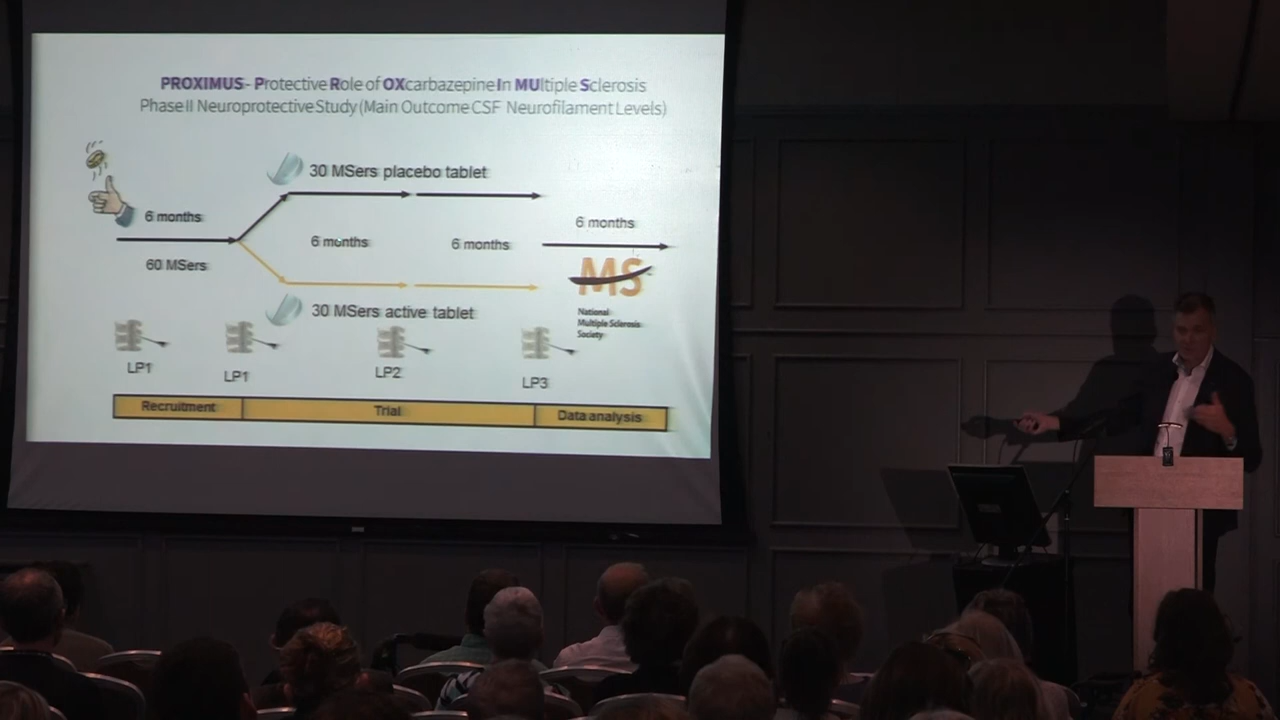 PROXIMUS - Protective Role of OXcarbazepine In MUltiple Sclerosis
Phase II Neuroprotective Study (Main Outcome CSF Neurofilament Levels)
30 MSers placebo tablet
6 months
6 months
6 months
6 months
60 MSers
MS
National
Multiple Sclerosis
Society
30 MSers active tablet
LP1
LP1
LP2
LP3
Recruitment
Trial
Data analysis